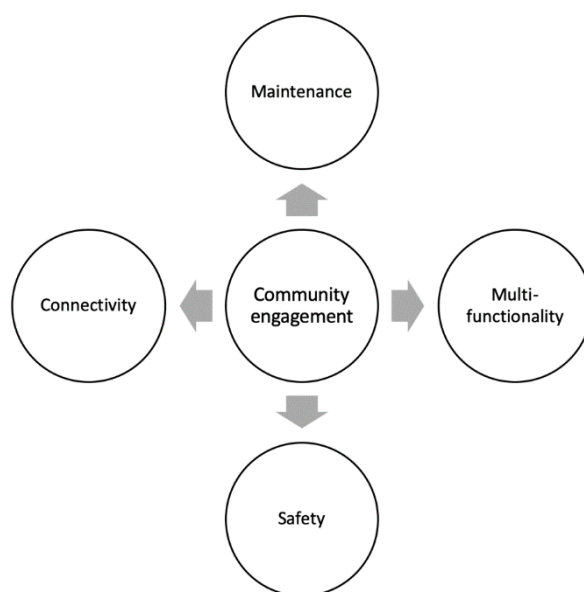 Maintenance
Connectivity
Community
engagement
Multi-
functionality
Safety